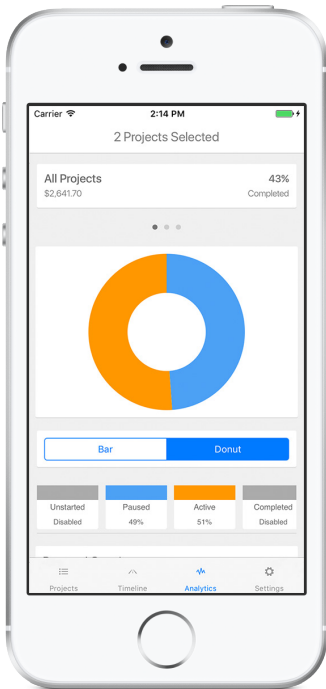 Carrier 2:14 PM
2 Projects Selected
All Projects 43%
$2,641.70 Completed
Bar Donut
Unstarted Paused Active Completed
Disabled 49% 51% Disabled
Projects Timeline Analytics Settings